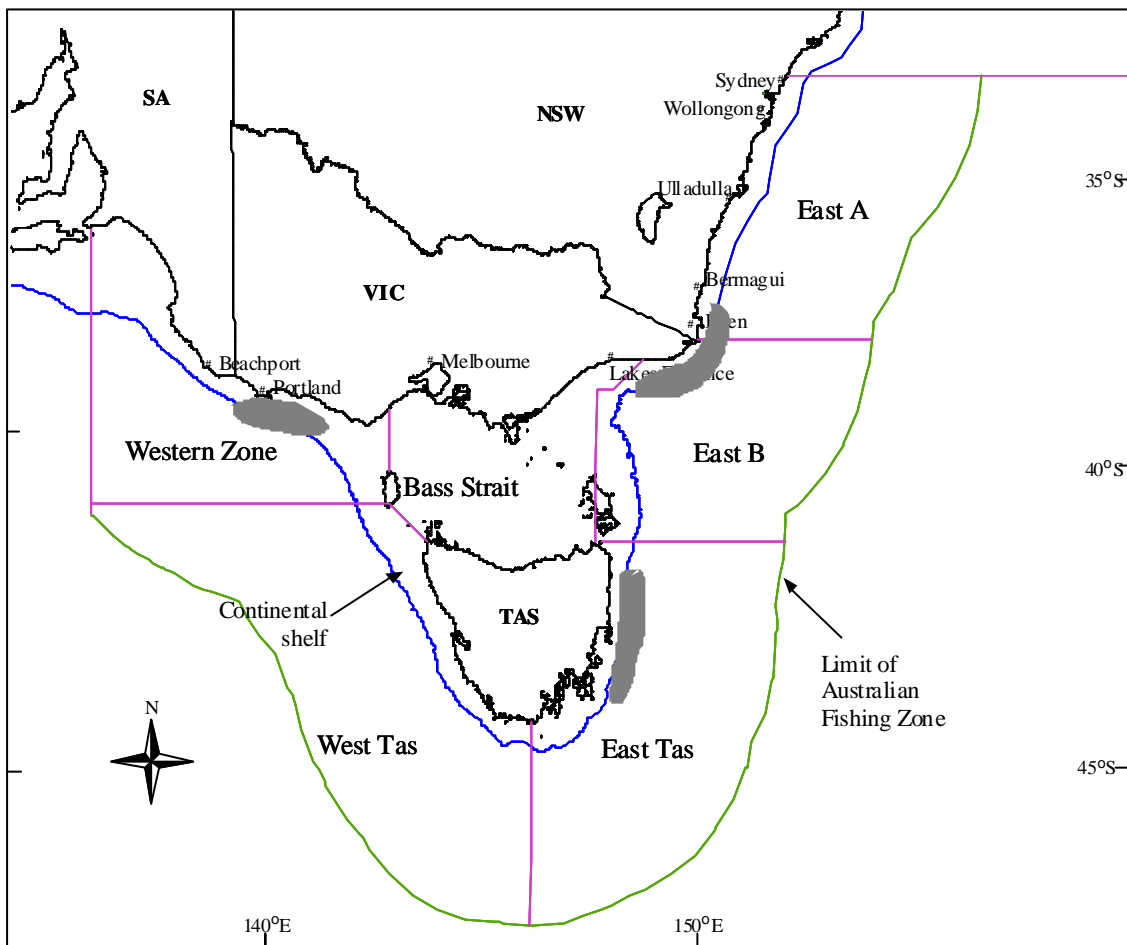 Sydney
SA
Wollongong
NSW
35°S
Ulladulla
East A
Bermagui
VIC
Melbourne
Beachport
Lakes
Portland
Western Zone
East B
40°S
Bass Strait
Continental
shelf
TAS
Limit of
Australian
Fishing Zone
N
West Tas
East Tas
45°S
140°E
150°E